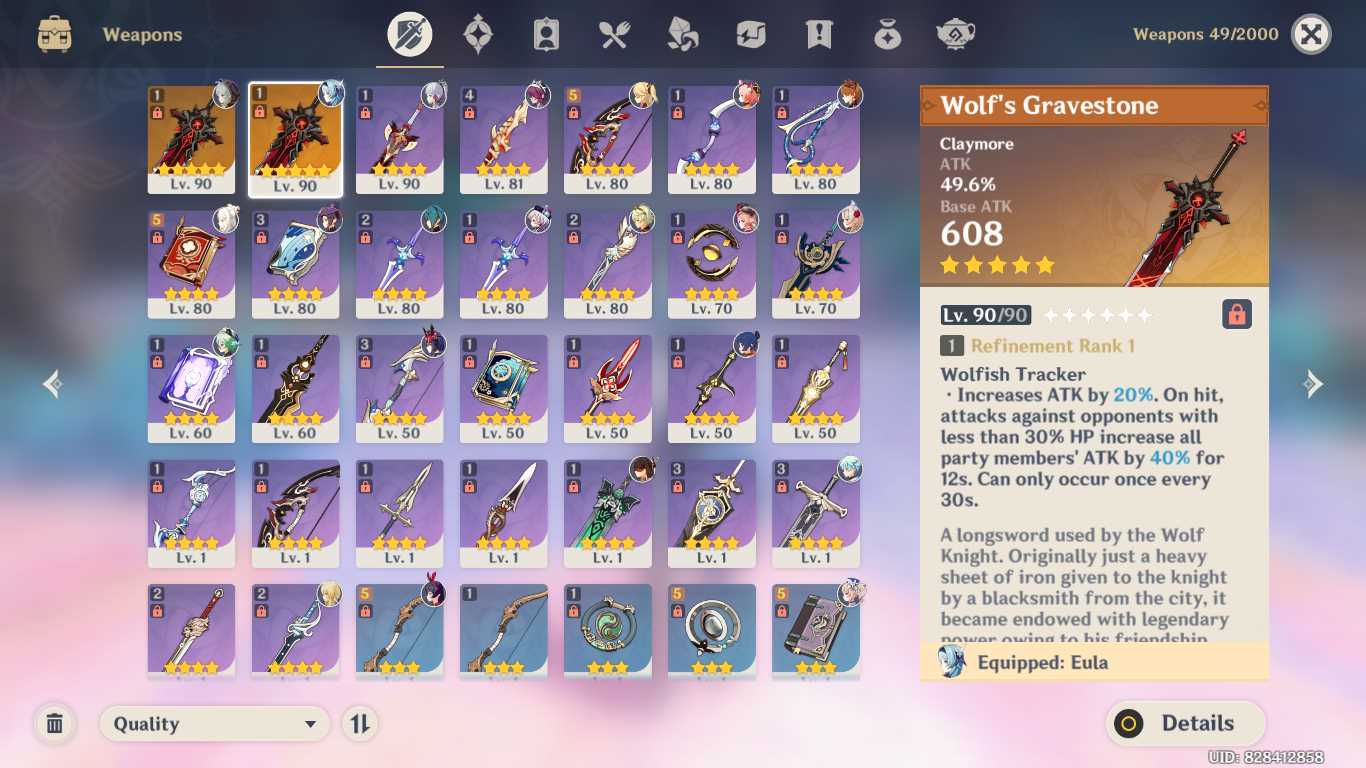 Weapons
Weapons 49/2000
1
1
1
4
5
1
1
Lv. 90
Lv. 90
Lv. 90
Lv. 81
Lv. 80
Lv. 80
Lv. 80
5
3
2
1
2
1
1
Lv. 80
Lv. 80
Lv. 80
Lv. 80
Lv. 80
Lv. 70
Lv. 70
1
1
3
1
1
1
1
Lv. 60
Lv. 60
Lv. 50
Lv. 50
Lv. 50
Lv. 50
Lv. 50
1
1
1
1
1
3
3
Lv. 1
Lv. 1
Lv. 1
Lv. 1
Lv. 1
Lv. 1
Lv. 1
2
2
5
1
1
5
5
Wolf's Gravestone
Claymore
ATK
49.6%
Base ATK
608
Lv. 90/90
1 Refinement Rank 1
Wolfish Tracker
· Increases ATK by 20%. On hit,
attacks against opponents with
less than 30% HP increase all
party members' ATK by 40% for
12s. Can only occur once every
30s.
A longsword used by the Wolf
Knight. Originally just a heavy
sheet of iron given to the knight
by a blacksmith from the city, it
became endowed with legendary
power owing to his friendship
Equipped: Eula
Quality
Details
UID: 828412858